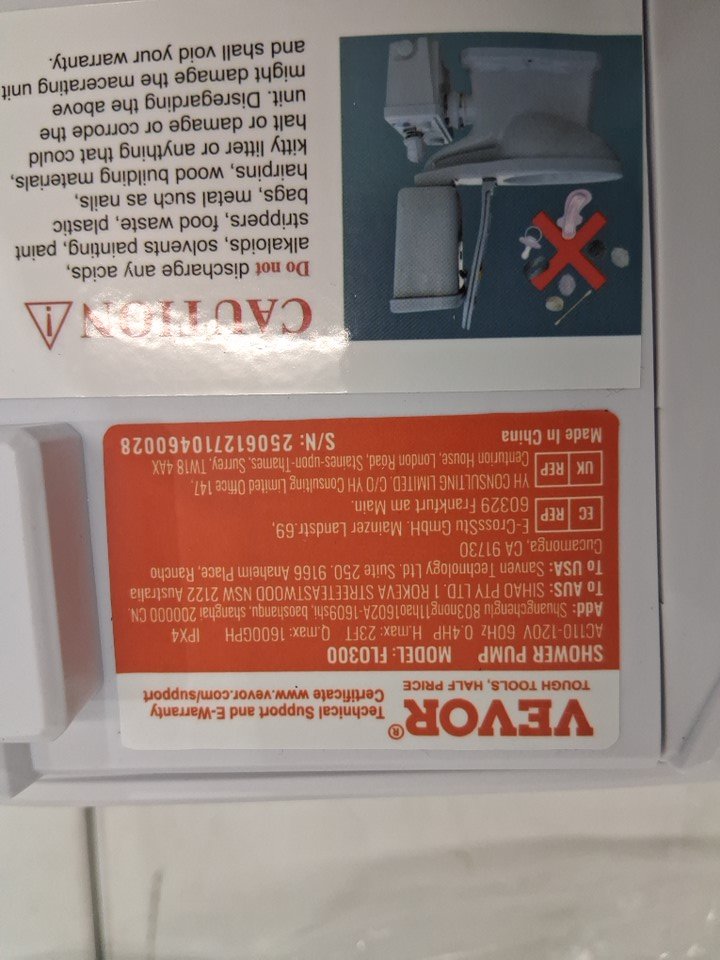 VEVOR®
TOUGH TOOLS, HALF PRICE
Technical Support and E-Warranty
Certificate www.vevor.com/support
SHOWER PUMP MODEL: FLO300
AC110-120V 60Hz 0.4HP H.max: 23FT Q.max: 1600GPH IPX4
Add: Shuangchenglu 803nong11hao1602A-1609shi, baoshanqu, shanghai 200000 CN.
To AUS: SIHAO PTY LTD. 1 ROKEVA STREETEASTWOOD NSW 2122 Australia
To USA: Sanven Technology Ltd. Suite 250, 9166 Anaheim Place, Rancho
Cucamonga, CA 91730
EC REP
E-CrossStu GmbH. Mainzer Landstr.69,
60329 Frankfurt am Main.
UK REP
YH CONSULTING LIMITED. C/O YH Consulting Limited Office 147,
Centurion House, London Road, Staines-upon-Thames, Surrey, TW18 4AX
Made In China
S/N: 250612710460028
CAUTION
Do not discharge any acids,
alkaloids, solvents painting, paint
strippers, food waste, plastic
bags, metal such as nails,
hairpins, wood building materials,
kitty litter or anything that could
halt or damage or corrode the
unit. Disregarding the above
might damage the macerating unit
and shall void your warranty.